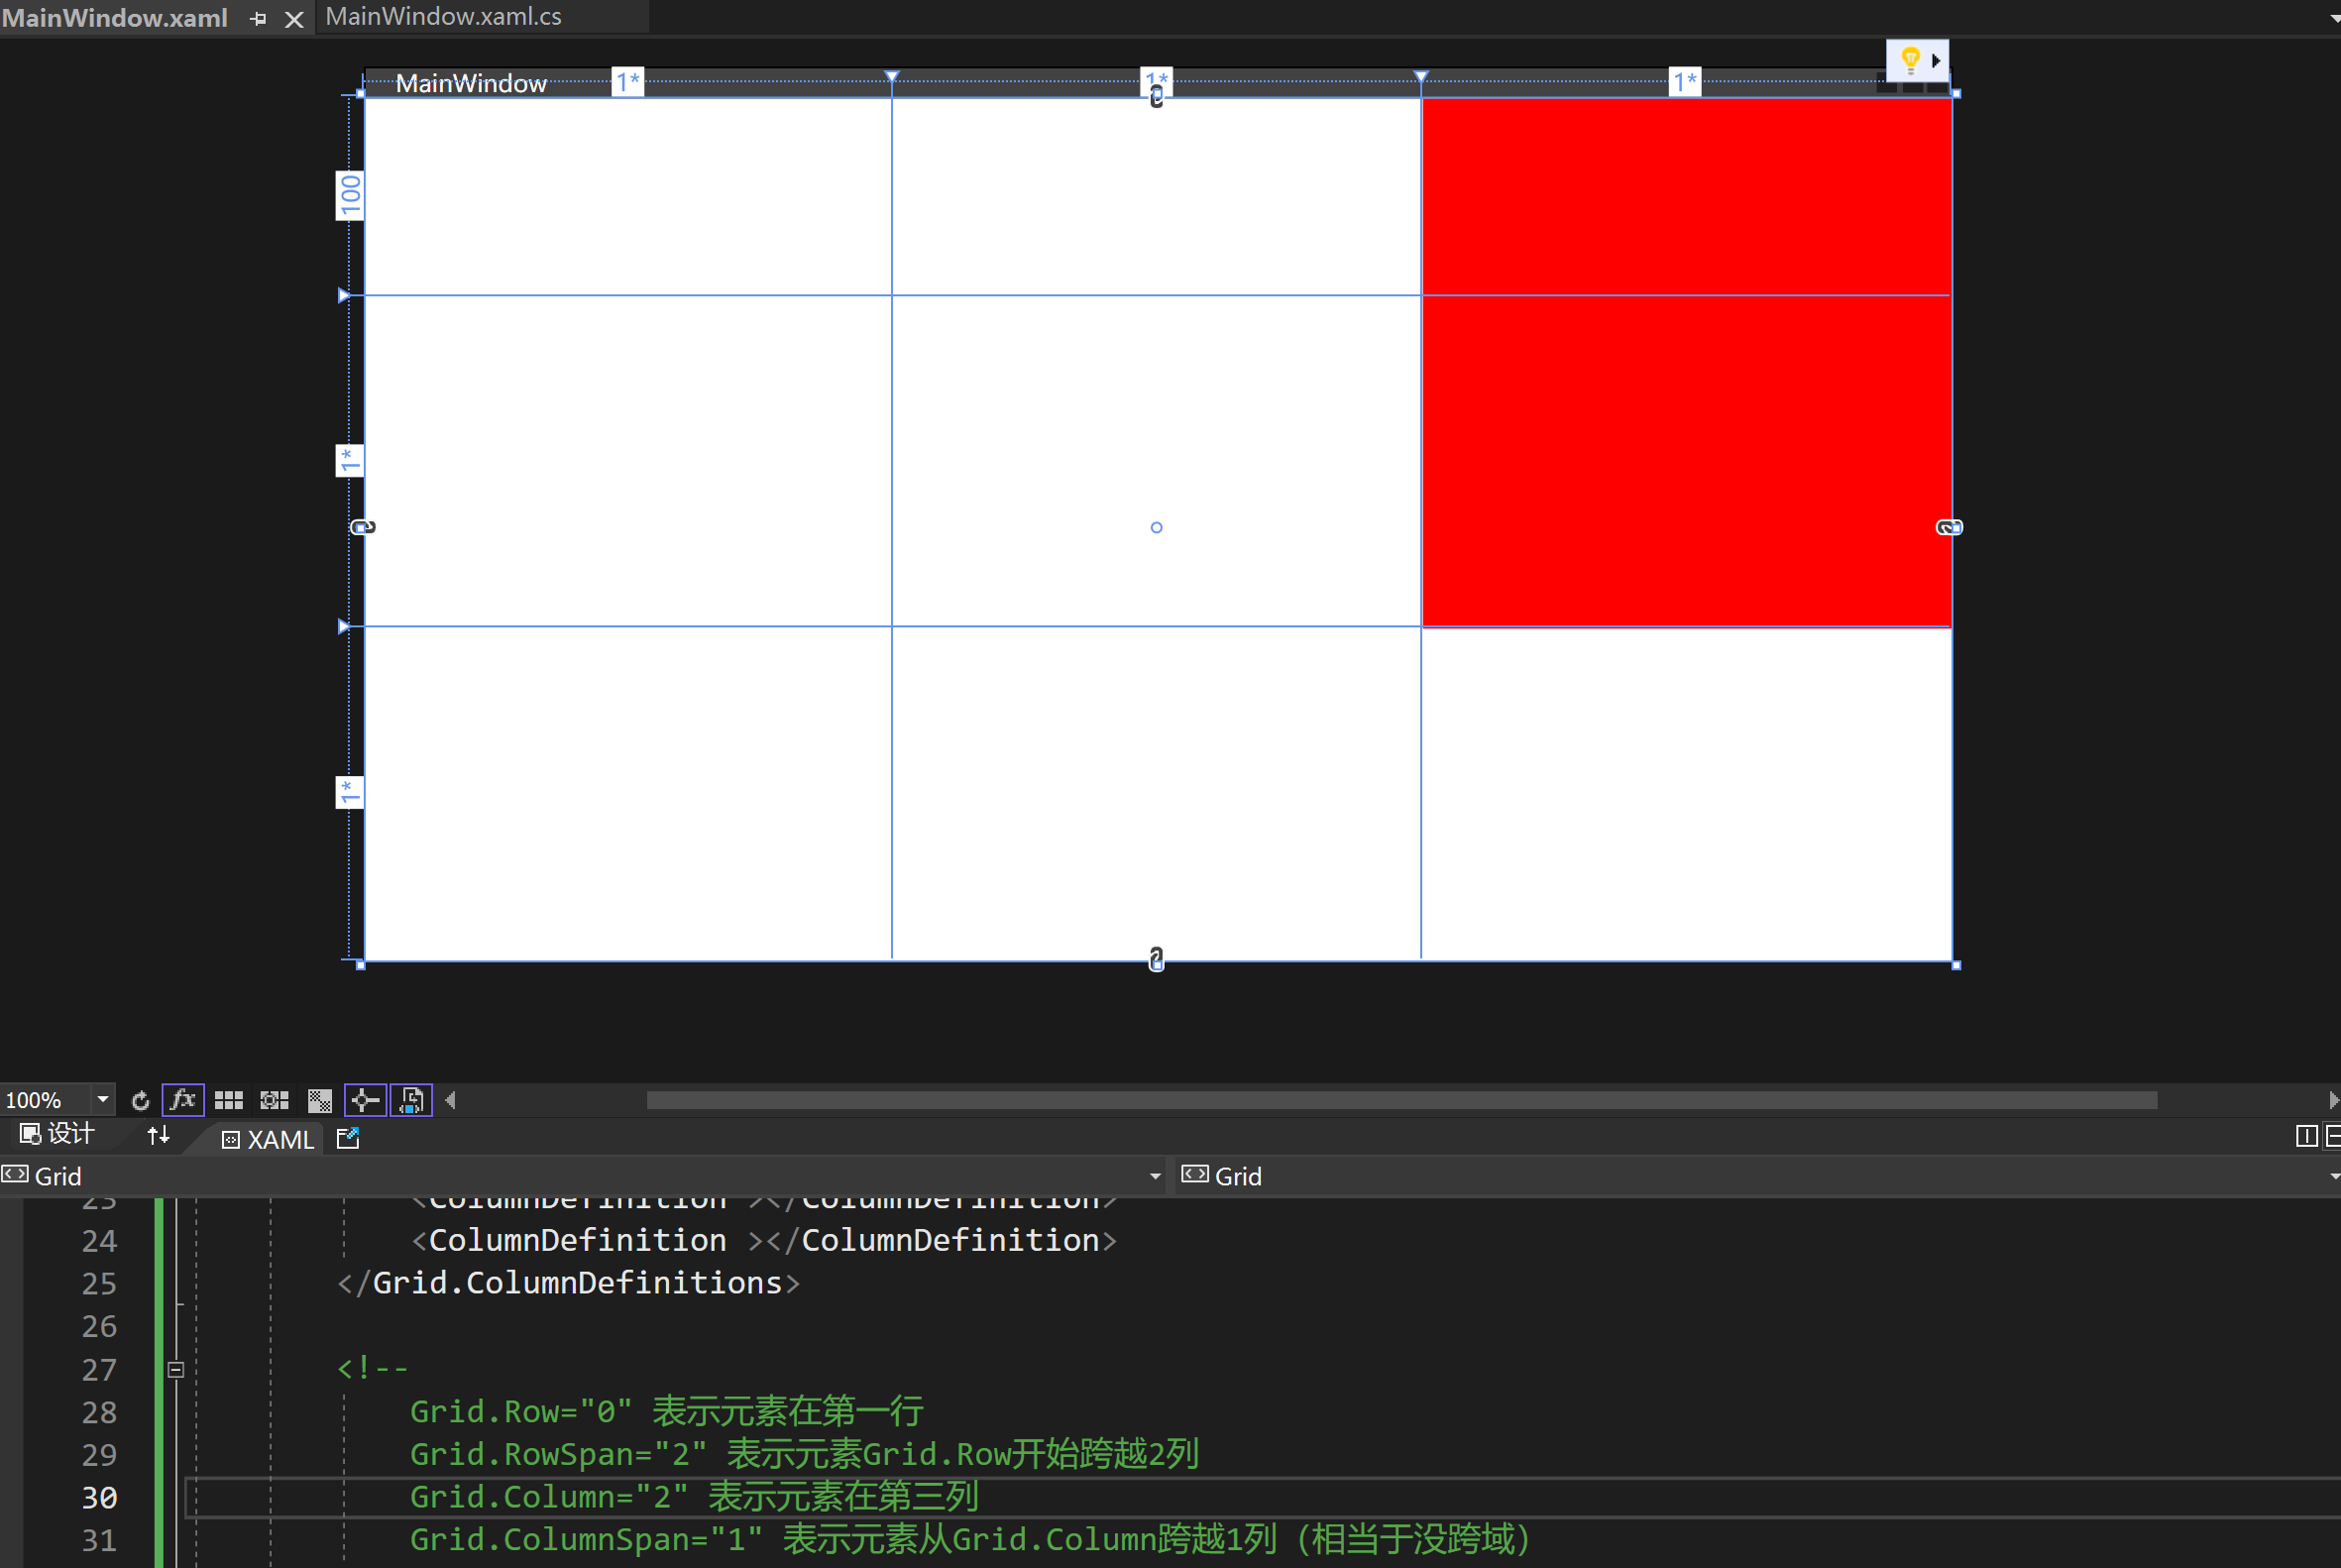 MainWindow.xaml
MainWindow.xaml.cs
MainWindow
1*
1*
1*
100
1*
1*
100%
fx
设计
XAML
Grid
Grid
23 <ColumnDefinition ></ColumnDefinition>
24 <ColumnDefinition ></ColumnDefinition>
25 </Grid.ColumnDefinitions>
26
27 <!--
28 Grid.Row="0" 表示元素在第一行
29 Grid.RowSpan="2" 表示元素Grid.Row开始跨越2列
30 Grid.Column="2" 表示元素在第三列
31 Grid.ColumnSpan="1" 表示元素从Grid.Column跨越1列（相当于没跨域）